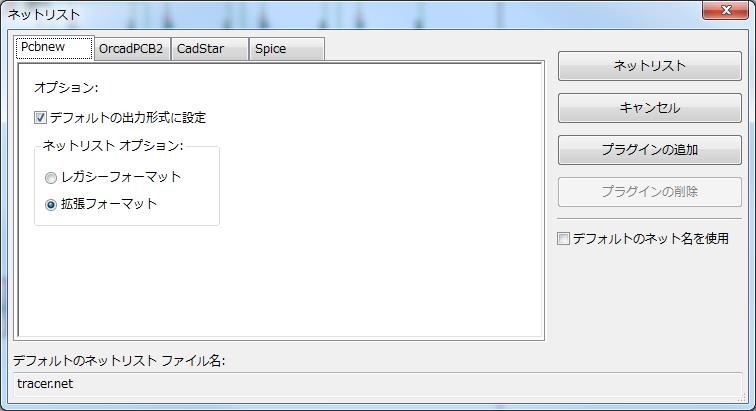 ネットリスト
Pcbnew
OrcadPCB2
CadStar
Spice
オプション:
デフォルトの出力形式に設定
ネットリスト オプション:
レガシーフォーマット
拡張フォーマット
ネットリスト
キャンセル
プラグインの追加
プラグインの削除
デフォルトのネット名を使用
デフォルトのネットリスト ファイル名:
tracer.net